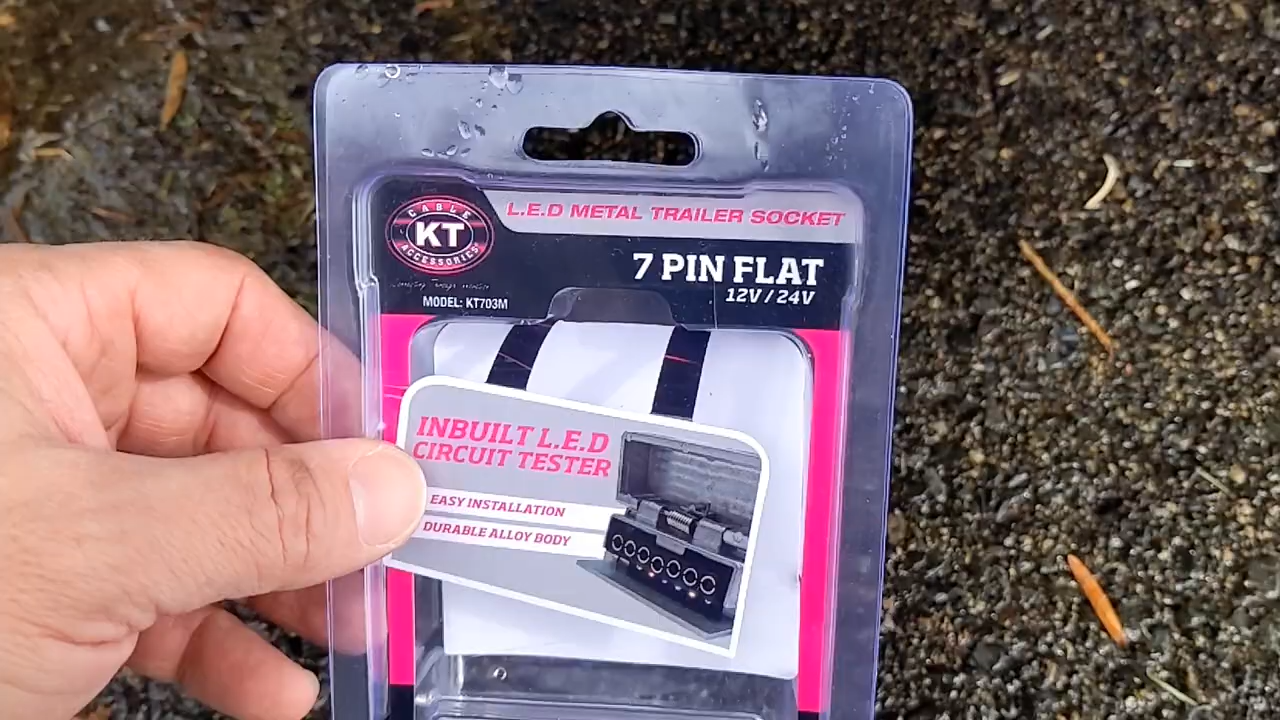 CABLE
KT
ACCESSORIES
L.E.D METAL TRAILER SOCKET
7 PIN FLAT
12V / 24V
MODEL: KT703M
INBUILT L.E.D
CIRCUIT TESTER
EASY INSTALLATION
DURABLE ALLOY BODY